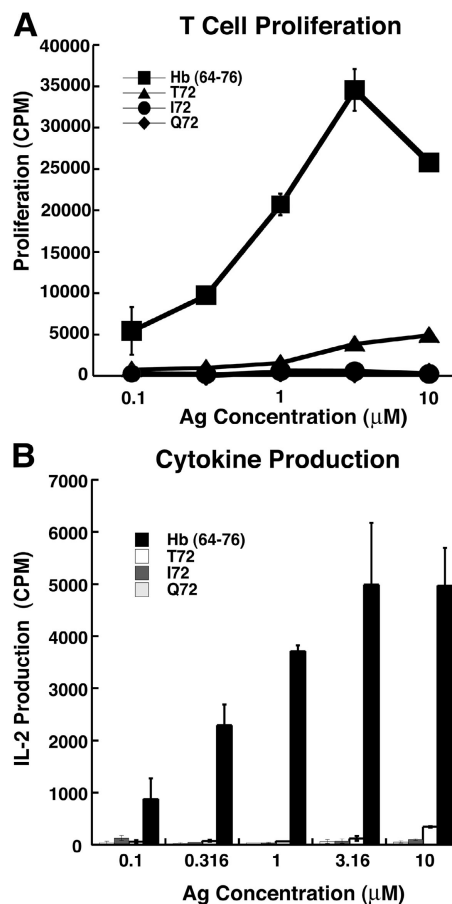 A
T Cell Proliferation
Proliferation (CPM)
40000
35000
30000
25000
20000
15000
10000
5000
0
Hb (64-76)
T72
I72
Q72
0.1
1
10
Ag Concentration (μM)
B
Cytokine Production
IL-2 Production (CPM)
7000
6000
5000
4000
3000
2000
1000
0
Hb (64-76)
T72
I72
Q72
0.1
0.316
1
3.16
10
Ag Concentration (μM)